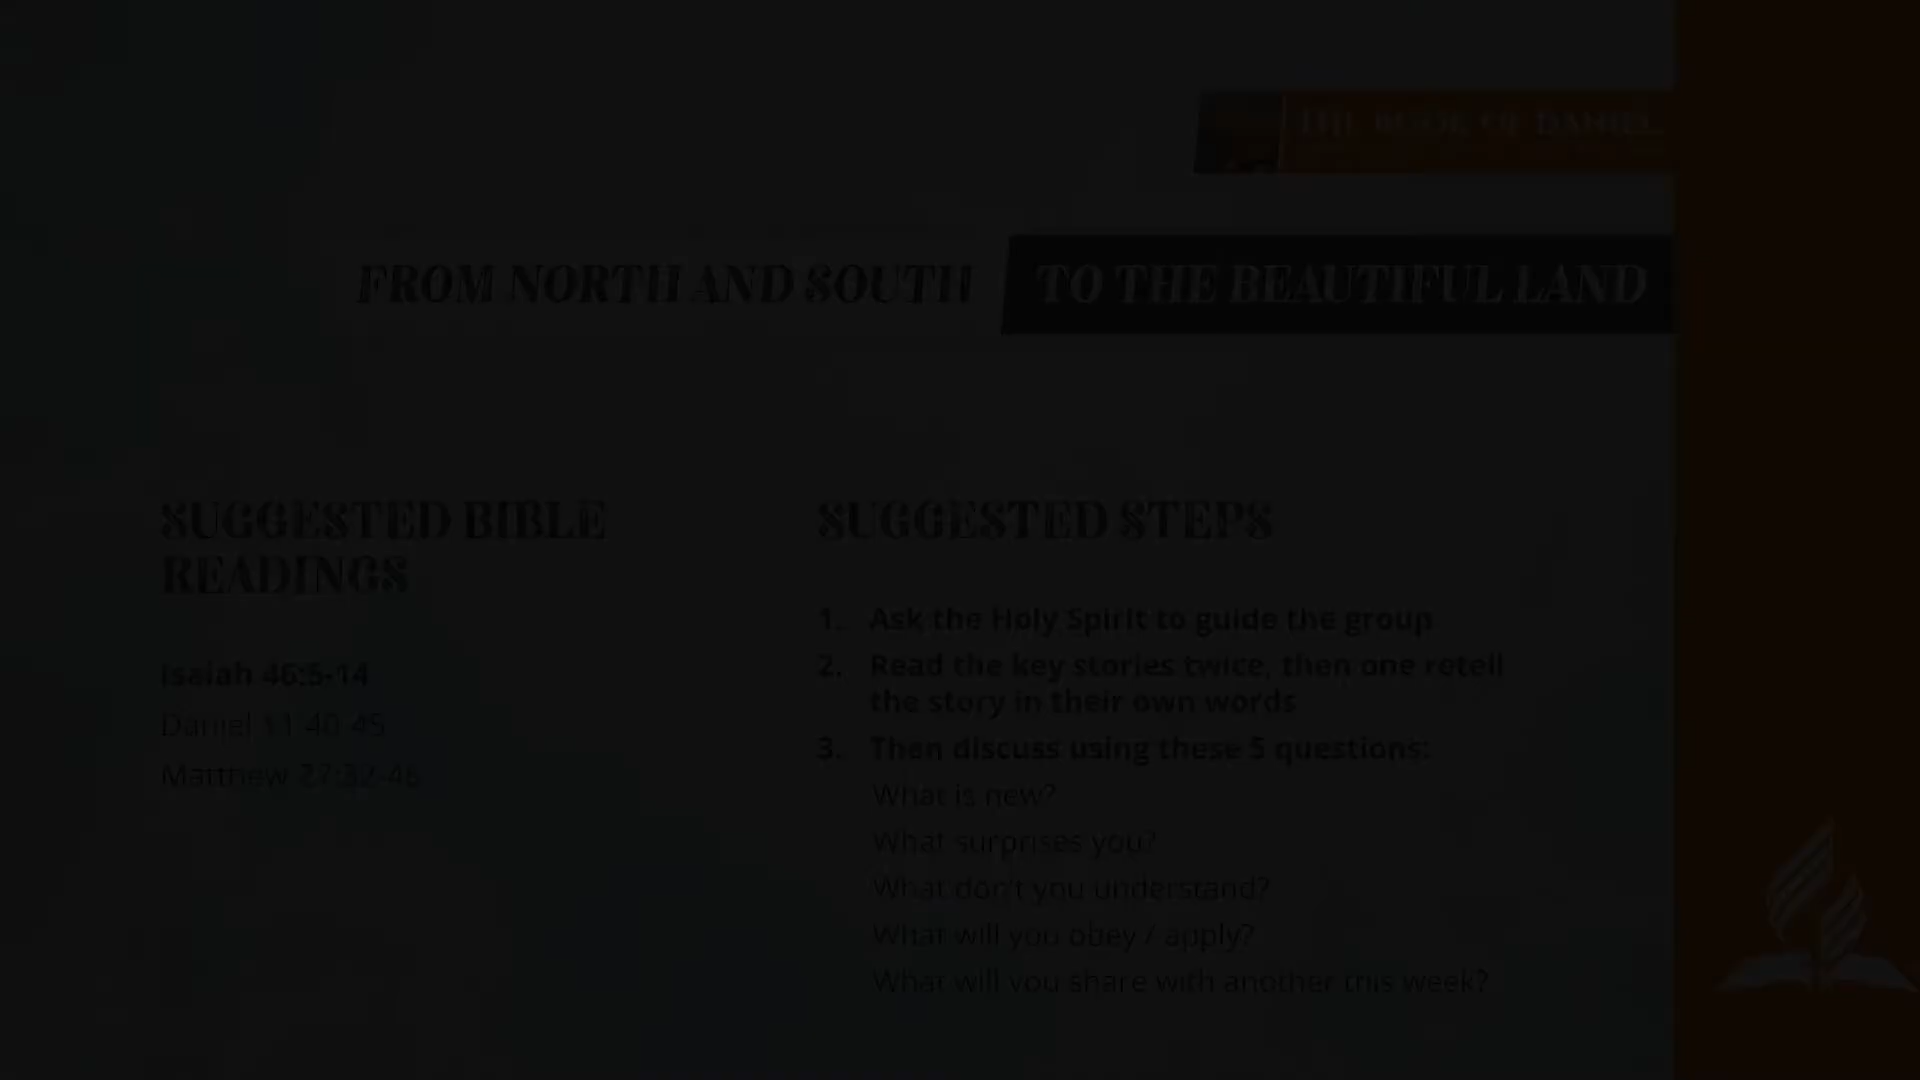 THE BOOK OF DANIEL
FROM NORTH AND SOUTH TO THE BEAUTIFUL LAND
SUGGESTED BIBLE
READINGS
Isaiah 46:5-14
Daniel 11:40-45
Matthew 27:32-46
SUGGESTED STEPS
1. Ask the Holy Spirit to guide the group
2. Read the key stories twice, then one retell
the story in their own words
3. Then discuss using these 5 questions:
What is new?
What surprises you?
What don't you understand?
What will you obey / apply?
What will you share with another this week?